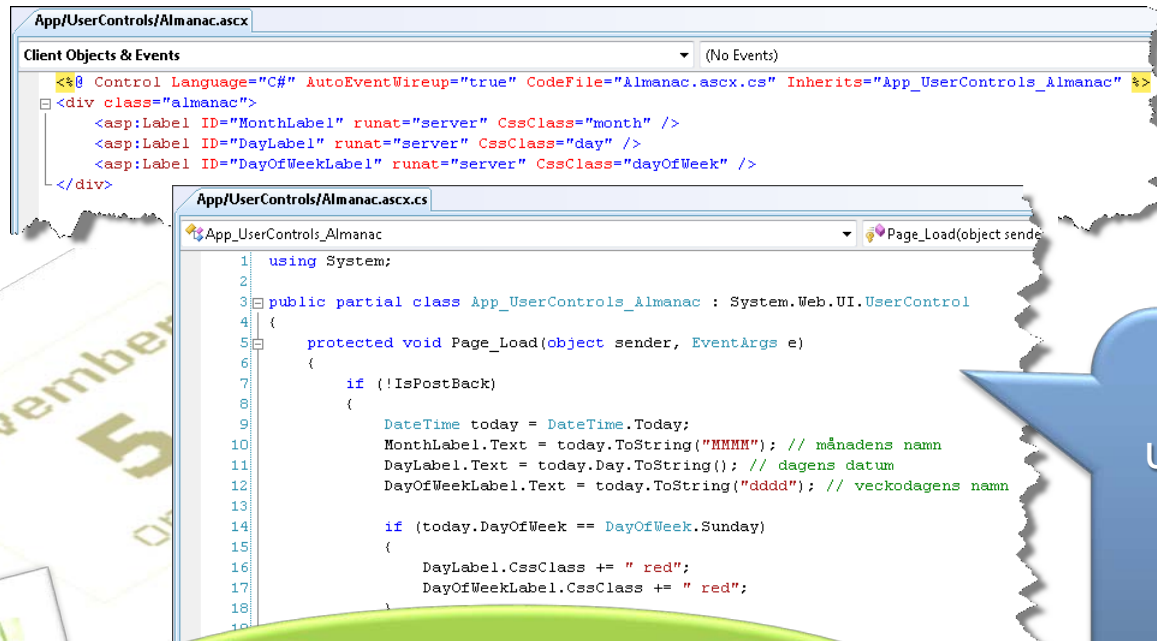 App/UserControls/Almanac.ascx
Client Objects & Events
(No Events)
<%@ Control Language="C#" AutoEventWireup="true" CodeFile="Almanac.ascx.cs" Inherits="App_UserControls_Almanac" %>
<div class="almanac">
    <asp:Label ID="MonthLabel" runat="server" CssClass="month" />
    <asp:Label ID="DayLabel" runat="server" CssClass="day" />
    <asp:Label ID="DayOfWeekLabel" runat="server" CssClass="dayOfWeek" />
</div>
App/UserControls/Almanac.ascx.cs
App_UserControls_Almanac
Page_Load(object sende
1 using System;
2
3 public partial class App_UserControls_Almanac : System.Web.UI.UserControl
4 {
5     protected void Page_Load(object sender, EventArgs e)
6     {
7         if (!IsPostBack)
8         {
9             DateTime today = DateTime.Today;
10             MonthLabel.Text = today.ToString("MMMM"); // månadens namn
11             DayLabel.Text = today.Day.ToString(); // dagens datum
12             DayOfWeekLabel.Text = today.ToString("dddd"); // veckodagens namn
13
14             if (today.DayOfWeek == DayOfWeek.Sunday)
15             {
16                 DayLabel.CssClass += " red";
17                 DayOfWeekLabel.CssClass += " red";
18             }
19
vember
5
on
U